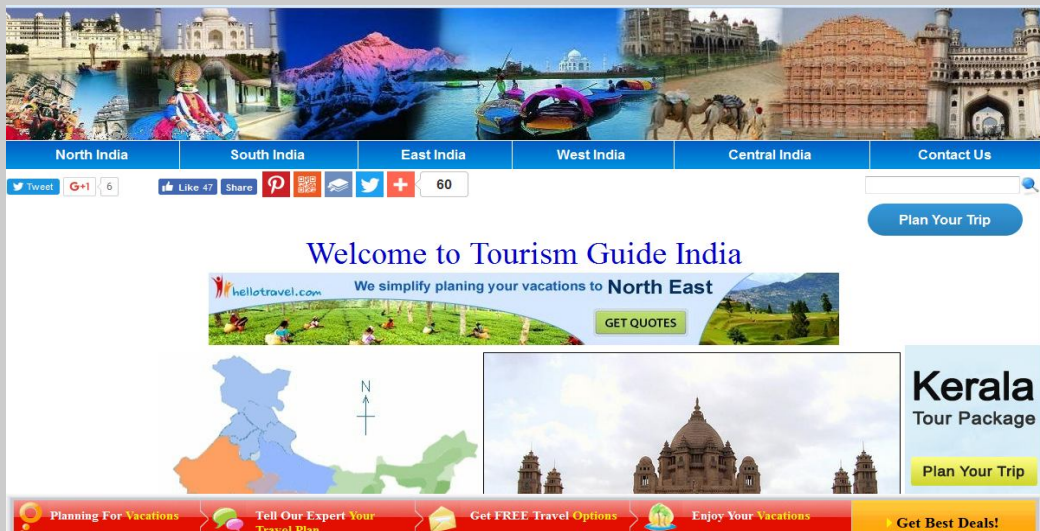 North India South India East India West India Central India Contact Us
Tweet G+1 6 Like 47 Share 60
Plan Your Trip
Welcome to Tourism Guide India
hellotravel.com We simplify planing your vacations to North East
GET QUOTES
N
Kerala
Tour Package
Plan Your Trip
Planning For Vacations Tell Our Expert Your Travel Plan Get FREE Travel Options Enjoy Your Vacations Get Best Deals!